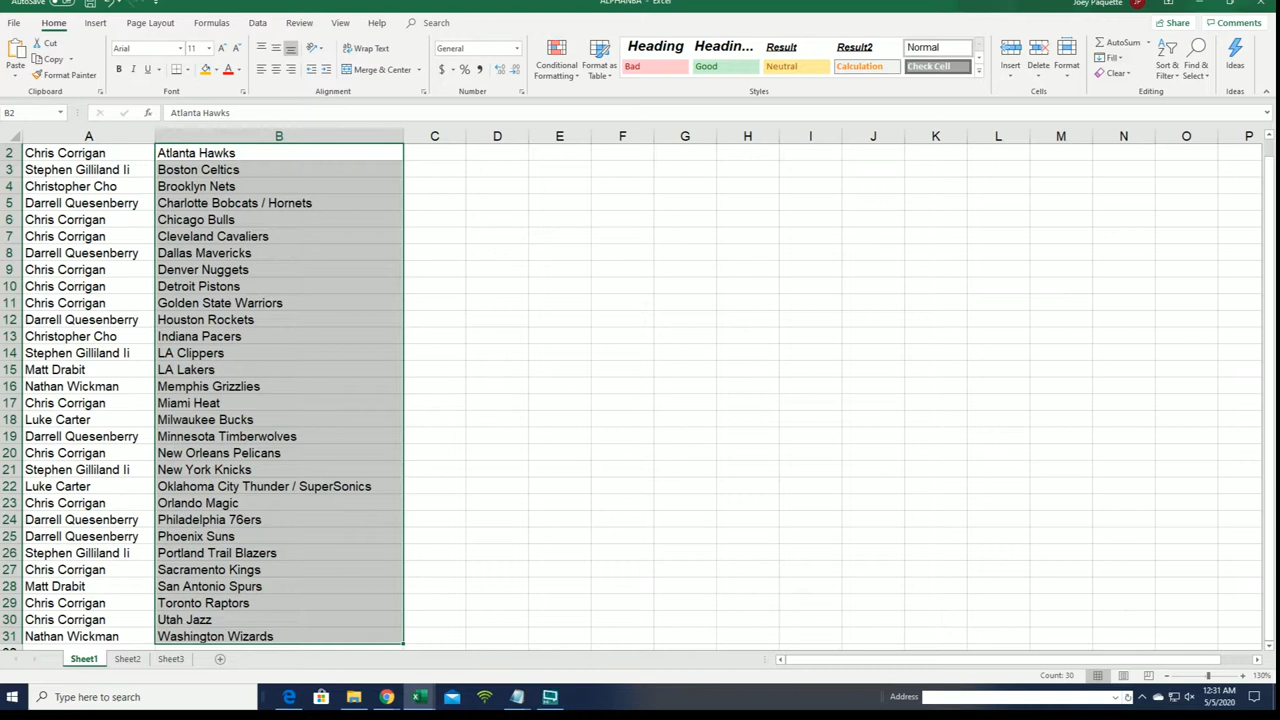 AutoSave Off ALPHANBA - Excel Joey Paquette JP
File Home Insert Page Layout Formulas Data Review View Help Search Share Comments
Paste Cut Copy Format Painter Clipboard
Arial 11 A A B I U A Font
Wrap Text Merge & Center Alignment
General $ % Number
Conditional Formatting Format as Table
Heading Headin... Result Result2 Normal
Bad Good Neutral Calculation Check Cell
Styles
Insert Delete Format Cells
AutoSum Fill Clear Sort & Filter Find & Select Editing
Ideas Ideas
B2 fx Atlanta Hawks
A B C D E F G H I J K L M N O P
2 Chris Corrigan Atlanta Hawks
3 Stephen Gilliland Ii Boston Celtics
4 Christopher Cho Brooklyn Nets
5 Darrell Quesenberry Charlotte Bobcats / Hornets
6 Chris Corrigan Chicago Bulls
7 Chris Corrigan Cleveland Cavaliers
8 Darrell Quesenberry Dallas Mavericks
9 Chris Corrigan Denver Nuggets
10 Chris Corrigan Detroit Pistons
11 Chris Corrigan Golden State Warriors
12 Darrell Quesenberry Houston Rockets
13 Christopher Cho Indiana Pacers
14 Stephen Gilliland Ii LA Clippers
15 Matt Drabit LA Lakers
16 Nathan Wickman Memphis Grizzlies
17 Chris Corrigan Miami Heat
18 Luke Carter Milwaukee Bucks
19 Darrell Quesenberry Minnesota Timberwolves
20 Chris Corrigan New Orleans Pelicans
21 Stephen Gilliland Ii New York Knicks
22 Luke Carter Oklahoma City Thunder / SuperSonics
23 Chris Corrigan Orlando Magic
24 Darrell Quesenberry Philadelphia 76ers
25 Darrell Quesenberry Phoenix Suns
26 Stephen Gilliland Ii Portland Trail Blazers
27 Chris Corrigan Sacramento Kings
28 Matt Drabit San Antonio Spurs
29 Chris Corrigan Toronto Raptors
30 Chris Corrigan Utah Jazz
31 Nathan Wickman Washington Wizards
Sheet1 Sheet2 Sheet3
Count: 30 130%
Type here to search Address 12:31 AM
5/5/2020